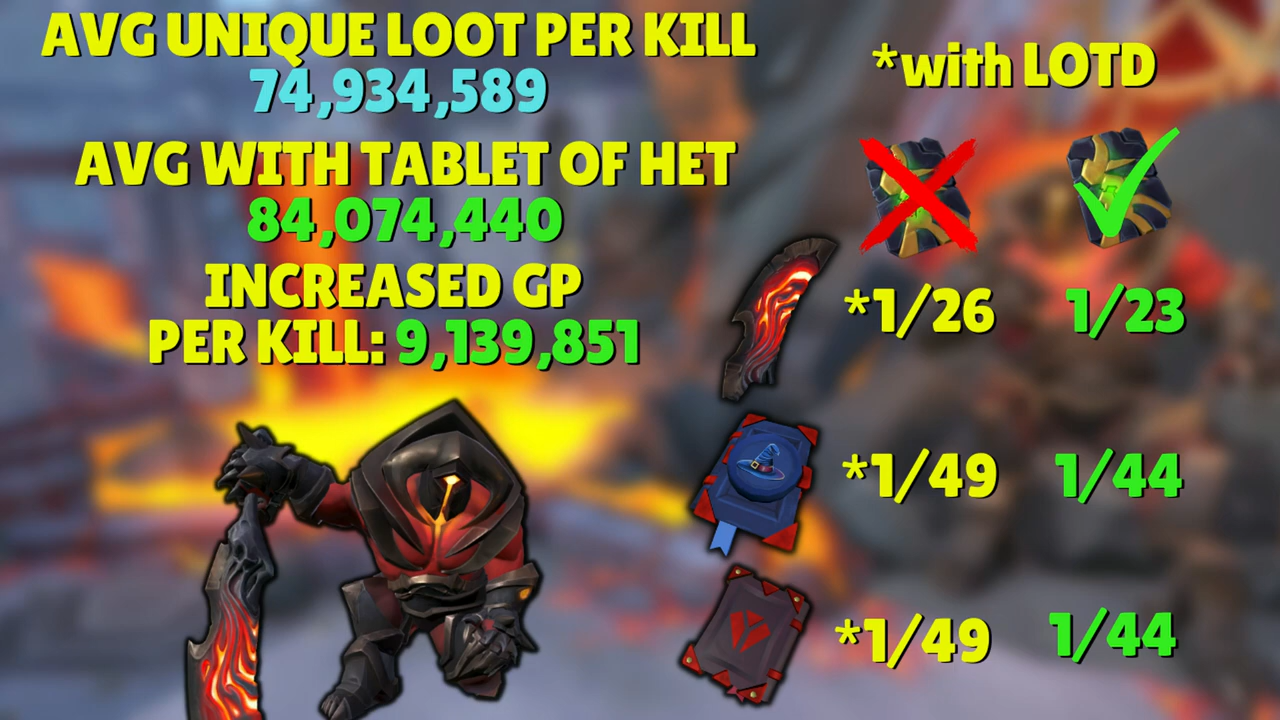 AVG UNIQUE LOOT PER KILL
74,934,589
AVG WITH TABLET OF HET
84,074,440
INCREASED GP
PER KILL: 9,139,851
*with LOTD
*1/26 1/23
*1/49 1/44
*1/49 1/44